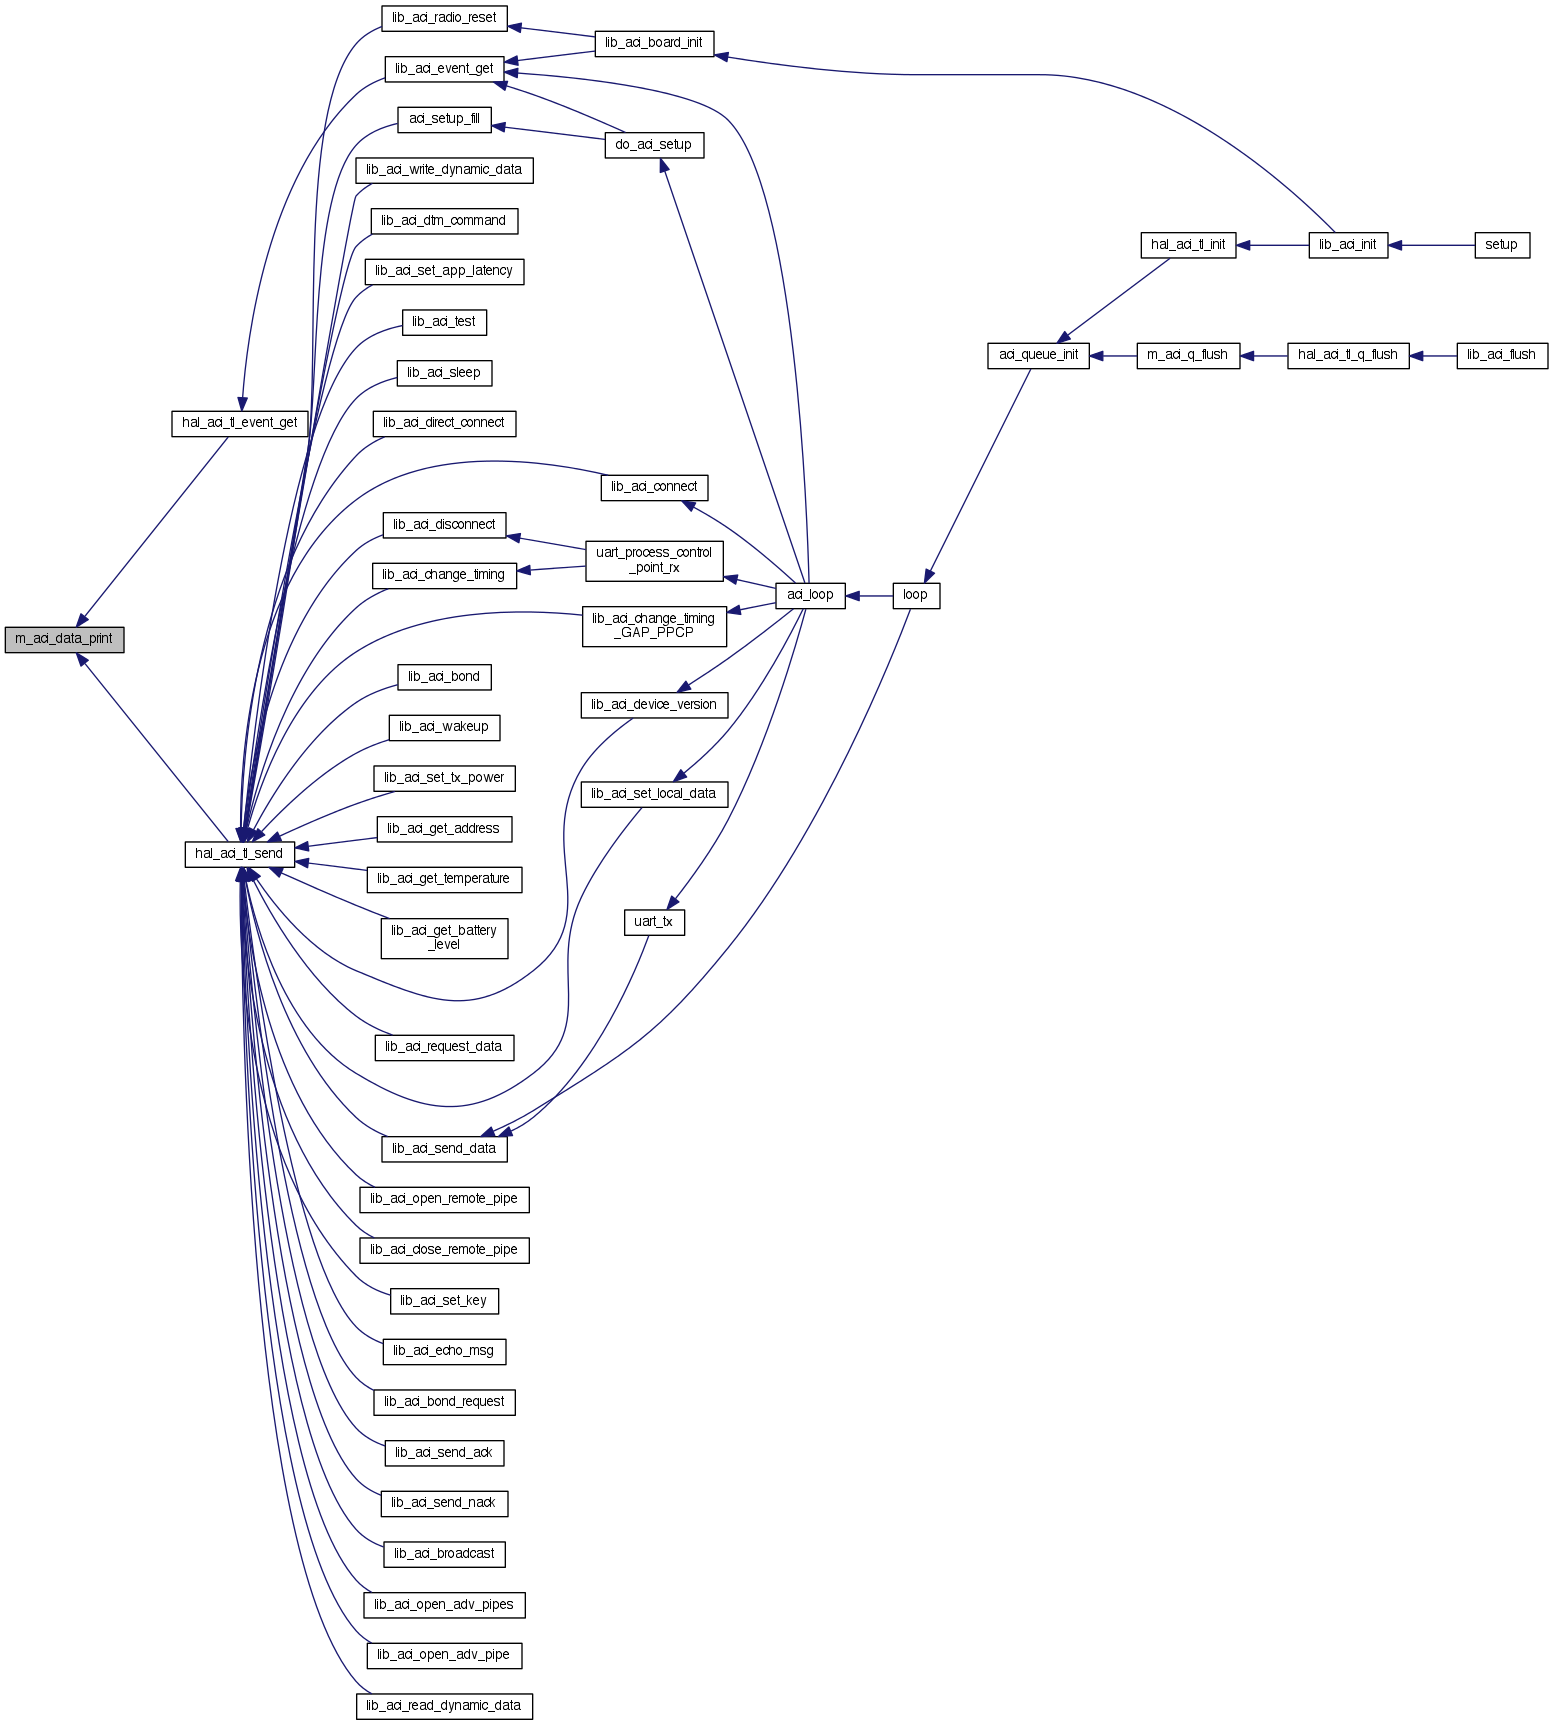 lib_aci_radio_reset
lib_aci_board_init
lib_aci_event_get
aci_setup_fill
do_aci_setup
lib_aci_write_dynamic_data
lib_aci_dtm_command
hal_aci_tl_init
lib_aci_init
setup
lib_aci_set_app_latency
lib_aci_test
aci_queue_init
m_aci_q_flush
hal_aci_tl_q_flush
lib_aci_flush
lib_aci_sleep
hal_aci_tl_event_get
lib_aci_direct_connect
lib_aci_connect
lib_aci_disconnect
uart_process_control
_point_rx
lib_aci_change_timing
aci_loop
loop
lib_aci_change_timing
_GAP_PPCP
m_aci_data_print
lib_aci_bond
lib_aci_device_version
lib_aci_wakeup
lib_aci_set_tx_power
lib_aci_set_local_data
lib_aci_get_address
hal_aci_tl_send
lib_aci_get_temperature
uart_tx
lib_aci_get_battery
_level
lib_aci_request_data
lib_aci_send_data
lib_aci_open_remote_pipe
lib_aci_close_remote_pipe
lib_aci_set_key
lib_aci_echo_msg
lib_aci_bond_request
lib_aci_send_ack
lib_aci_send_nack
lib_aci_broadcast
lib_aci_open_adv_pipes
lib_aci_open_adv_pipe
lib_aci_read_dynamic_data